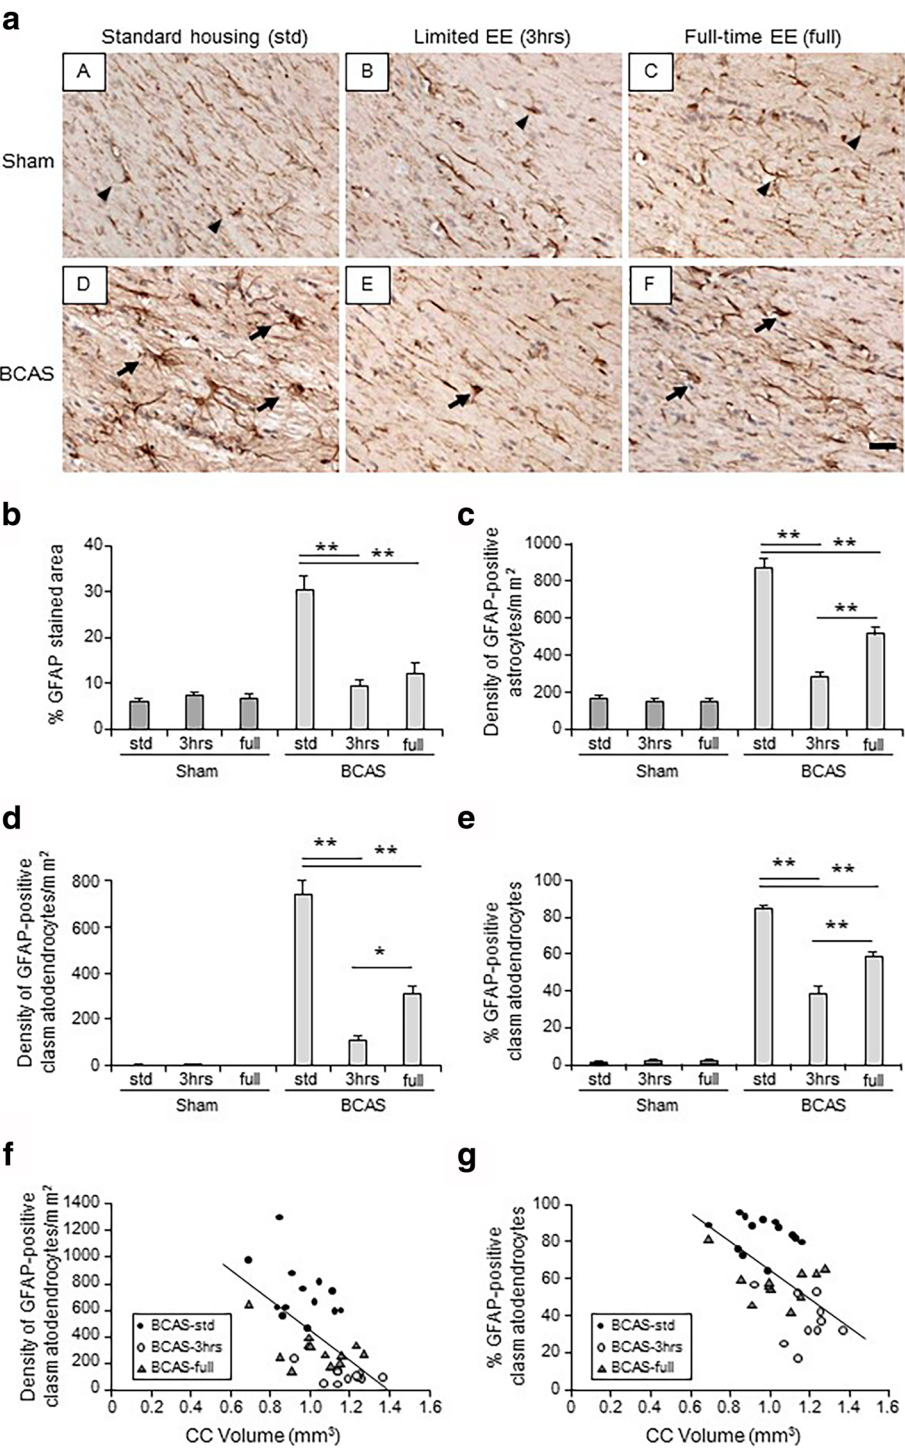 a
Standard housing (std)
Limited EE (3hrs)
Full-time EE (full)
A
B
C
Sham
D
E
F
BCAS
b
% GFAP stained area
40
30
20
10
0
**
**
std
3hrs
full
std
3hrs
full
Sham
BCAS
c
Density of GFAP-positive
astrocytes/mm²
1000
800
600
400
200
0
**
**
**
std
3hrs
full
std
3hrs
full
Sham
BCAS
d
Density of GFAP-positive
clasm atodendrocytes/mm²
800
600
400
200
0
**
**
*
std
3hrs
full
std
3hrs
full
Sham
BCAS
e
% GFAP-positive
clasm atodendrocytes
100
80
60
40
20
0
**
**
**
std
3hrs
full
std
3hrs
full
Sham
BCAS
f
Density of GFAP-positive
clasm atodendrocytes/mm²
1400
1200
1000
800
600
400
200
0
BCAS-std
BCAS-3hrs
BCAS-full
0 0.2 0.4 0.6 0.8 1.0 1.2 1.4 1.6
CC Volume (mm³)
g
% GFAP-positive
clasm atodendrocytes
100
80
60
40
20
0
BCAS-std
BCAS-3hrs
BCAS-full
0 0.2 0.4 0.6 0.8 1.0 1.2 1.4 1.6
CC Volume (mm³)